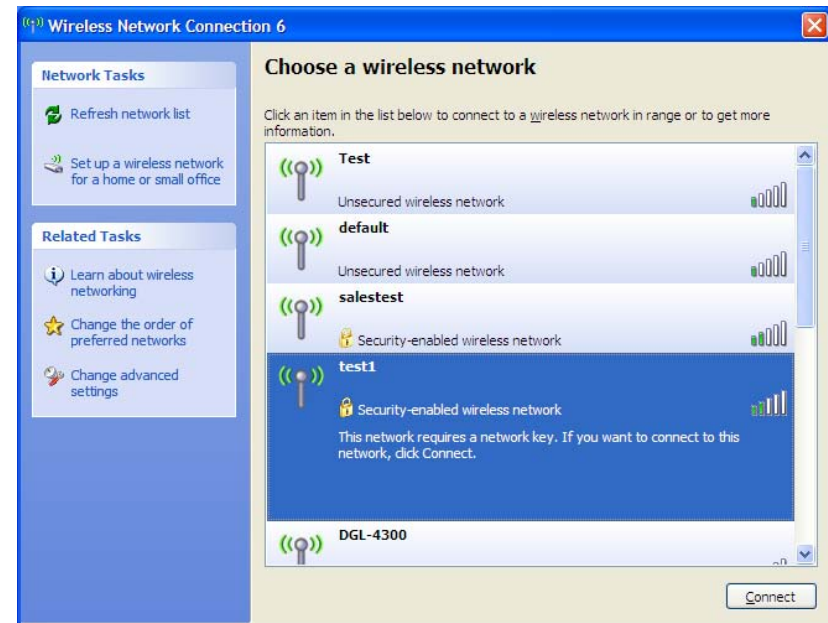 Wireless Network Connection 6
Network Tasks
Refresh network list
Set up a wireless network
for a home or small office
Related Tasks
Learn about wireless
networking
Change the order of
preferred networks
Change advanced
settings
Choose a wireless network
Click an item in the list below to connect to a wireless network in range or to get more
information.
Test
Unsecured wireless network
default
Unsecured wireless network
salestest
Security-enabled wireless network
test1
Security-enabled wireless network
This network requires a network key. If you want to connect to this
network, click Connect.
DGL-4300
Connect